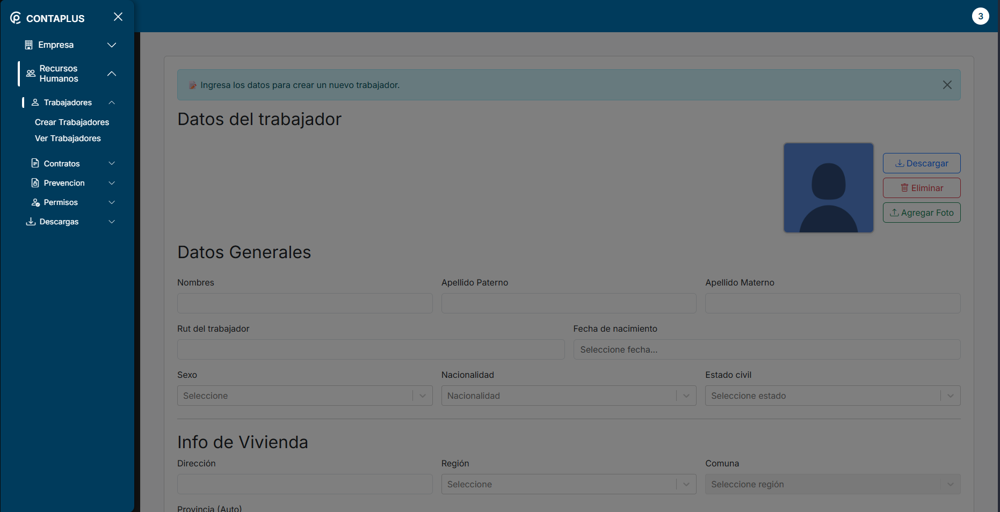 CONTAPLUS
3
Empresa
Recursos
Humanos
Trabajadores
Crear Trabajadores
Ver Trabajadores
Contratos
Prevencion
Permisos
Descargas
Ingresa los datos para crear un nuevo trabajador.
Datos del trabajador
Descargar
Eliminar
Agregar Foto
Datos Generales
Nombres Apellido Paterno Apellido Materno
Rut del trabajador Fecha de nacimiento
Seleccione fecha...
Sexo Nacionalidad Estado civil
Seleccione Nacionalidad Seleccione estado
Info de Vivienda
Dirección Región Comuna
Seleccione Seleccione región
Provincia (Auto)